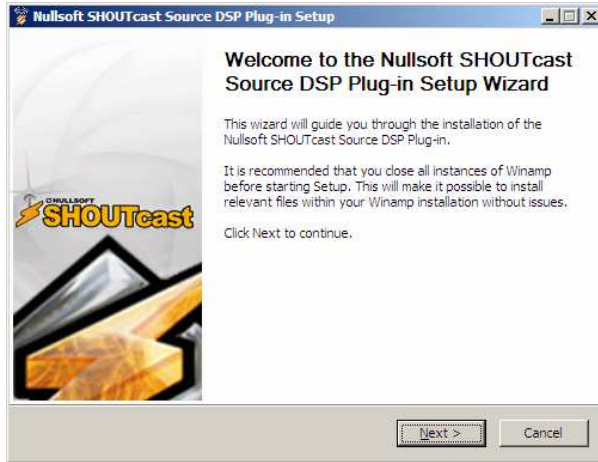 Nullsoft SHOUTcast Source DSP Plug-in Setup
Welcome to the Nullsoft SHOUTcast
Source DSP Plug-in Setup Wizard
This wizard will guide you through the installation of the
Nullsoft SHOUTcast Source DSP Plug-in.
It is recommended that you close all instances of Winamp
before starting Setup. This will make it possible to install
relevant files within your Winamp installation without issues.
Click Next to continue.
NULLSOFT
SHOUTcast
Next >
Cancel